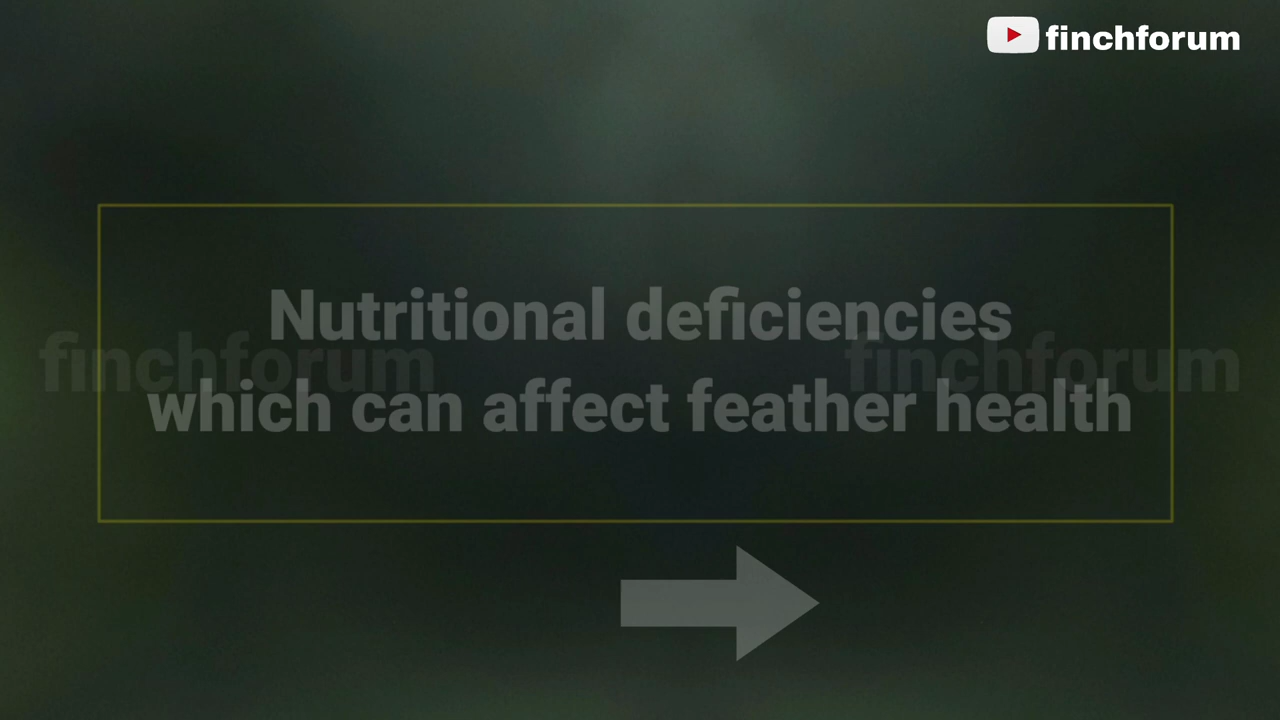 finchforum
Nutritional deficiencies
finchforum finchforum
which can affect feather health